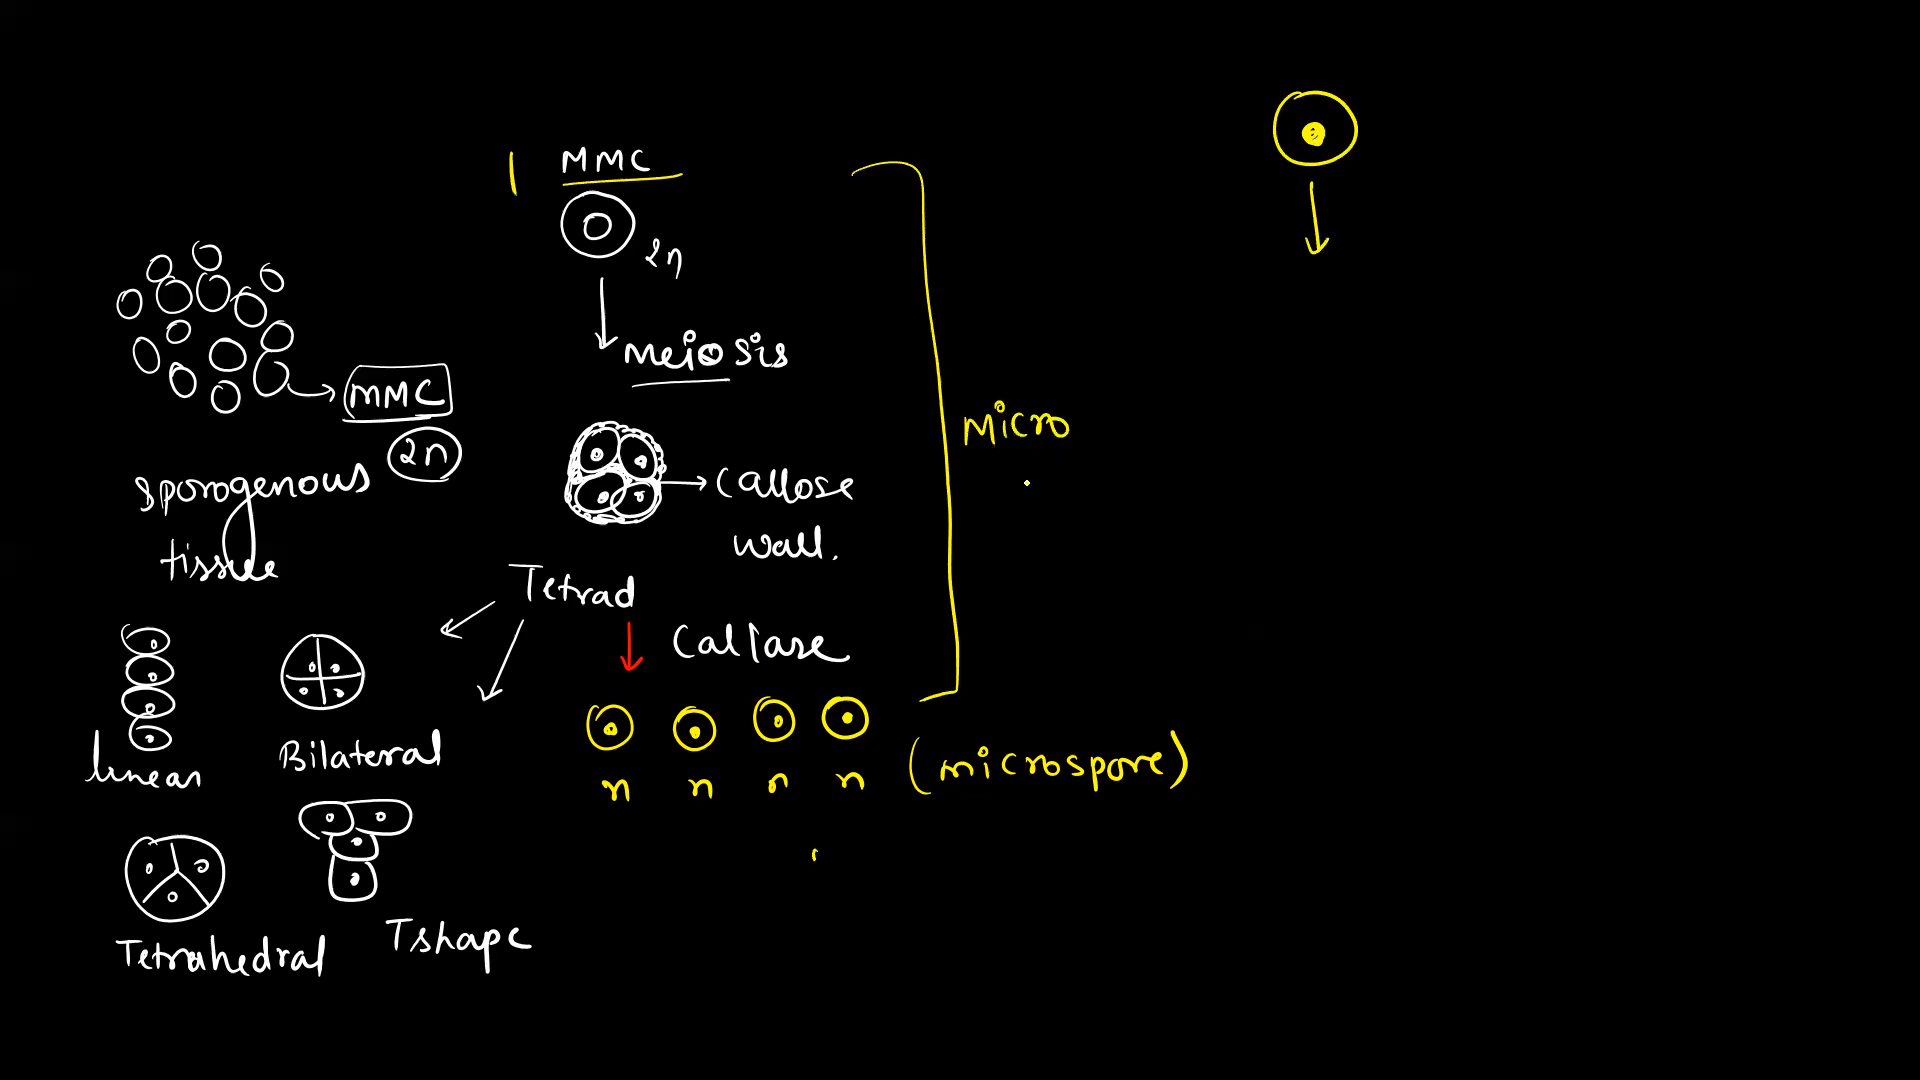 MMC
2n
meiosis
MMC
2n
Micro
sporogenous
tissue
Callose
wall.
Tetrad
Callase
linear
Bilateral
n n n n
(microspore)
Tetrahedral
Tshape